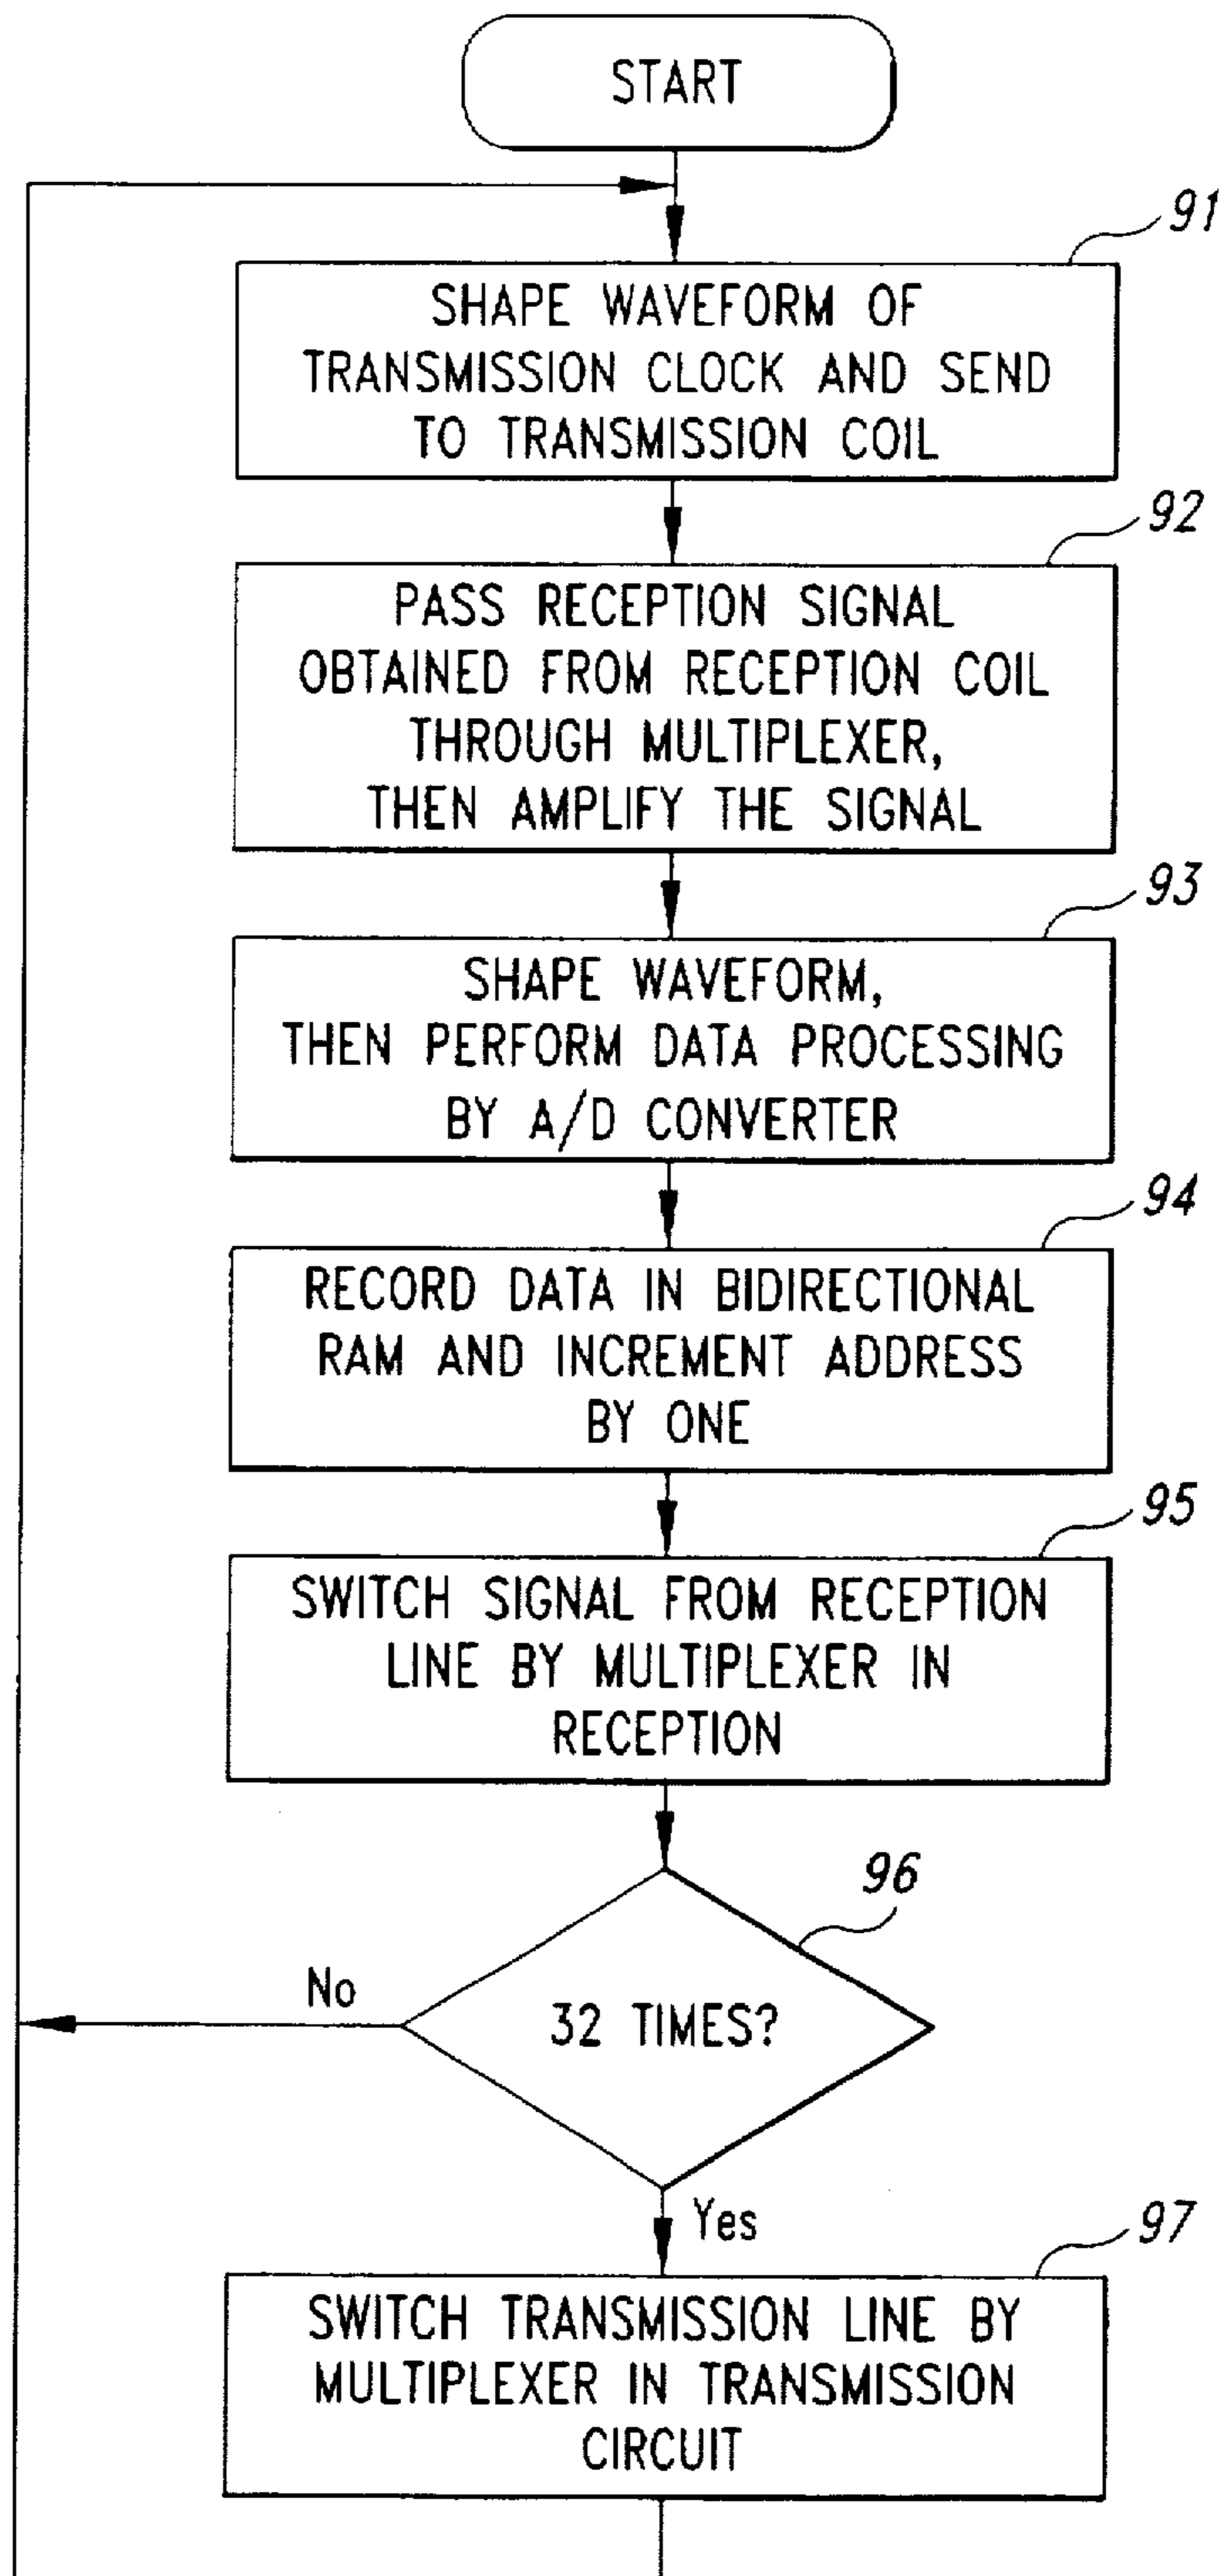 START
91
SHAPE WAVEFORM OF
TRANSMISSION CLOCK AND SEND
TO TRANSMISSION COIL
92
PASS RECEPTION SIGNAL
OBTAINED FROM RECEPTION COIL
THROUGH MULTIPLEXER,
THEN AMPLIFY THE SIGNAL
93
SHAPE WAVEFORM,
THEN PERFORM DATA PROCESSING
BY A/D CONVERTER
94
RECORD DATA IN BIDIRECTIONAL
RAM AND INCREMENT ADDRESS
BY ONE
95
SWITCH SIGNAL FROM RECEPTION
LINE BY MULTIPLEXER IN
RECEPTION
96
No
32 TIMES?
Yes
97
SWITCH TRANSMISSION LINE BY
MULTIPLEXER IN TRANSMISSION
CIRCUIT